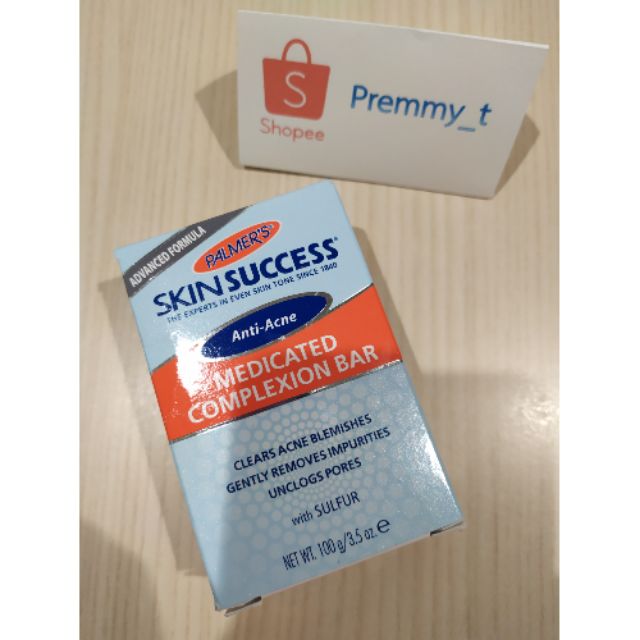 S
Shopee
Premmy_t
ADVANCED FORMULA
PALMER'S®
SKIN SUCCESS®
THE EXPERTS IN EVEN SKIN TONE SINCE 1840
Anti-Acne
MEDICATED
COMPLEXION BAR
CLEARS ACNE BLEMISHES
GENTLY REMOVES IMPURITIES
UNCLOGS PORES
with SULFUR
NET WT. 100 g/3.5 oz. e